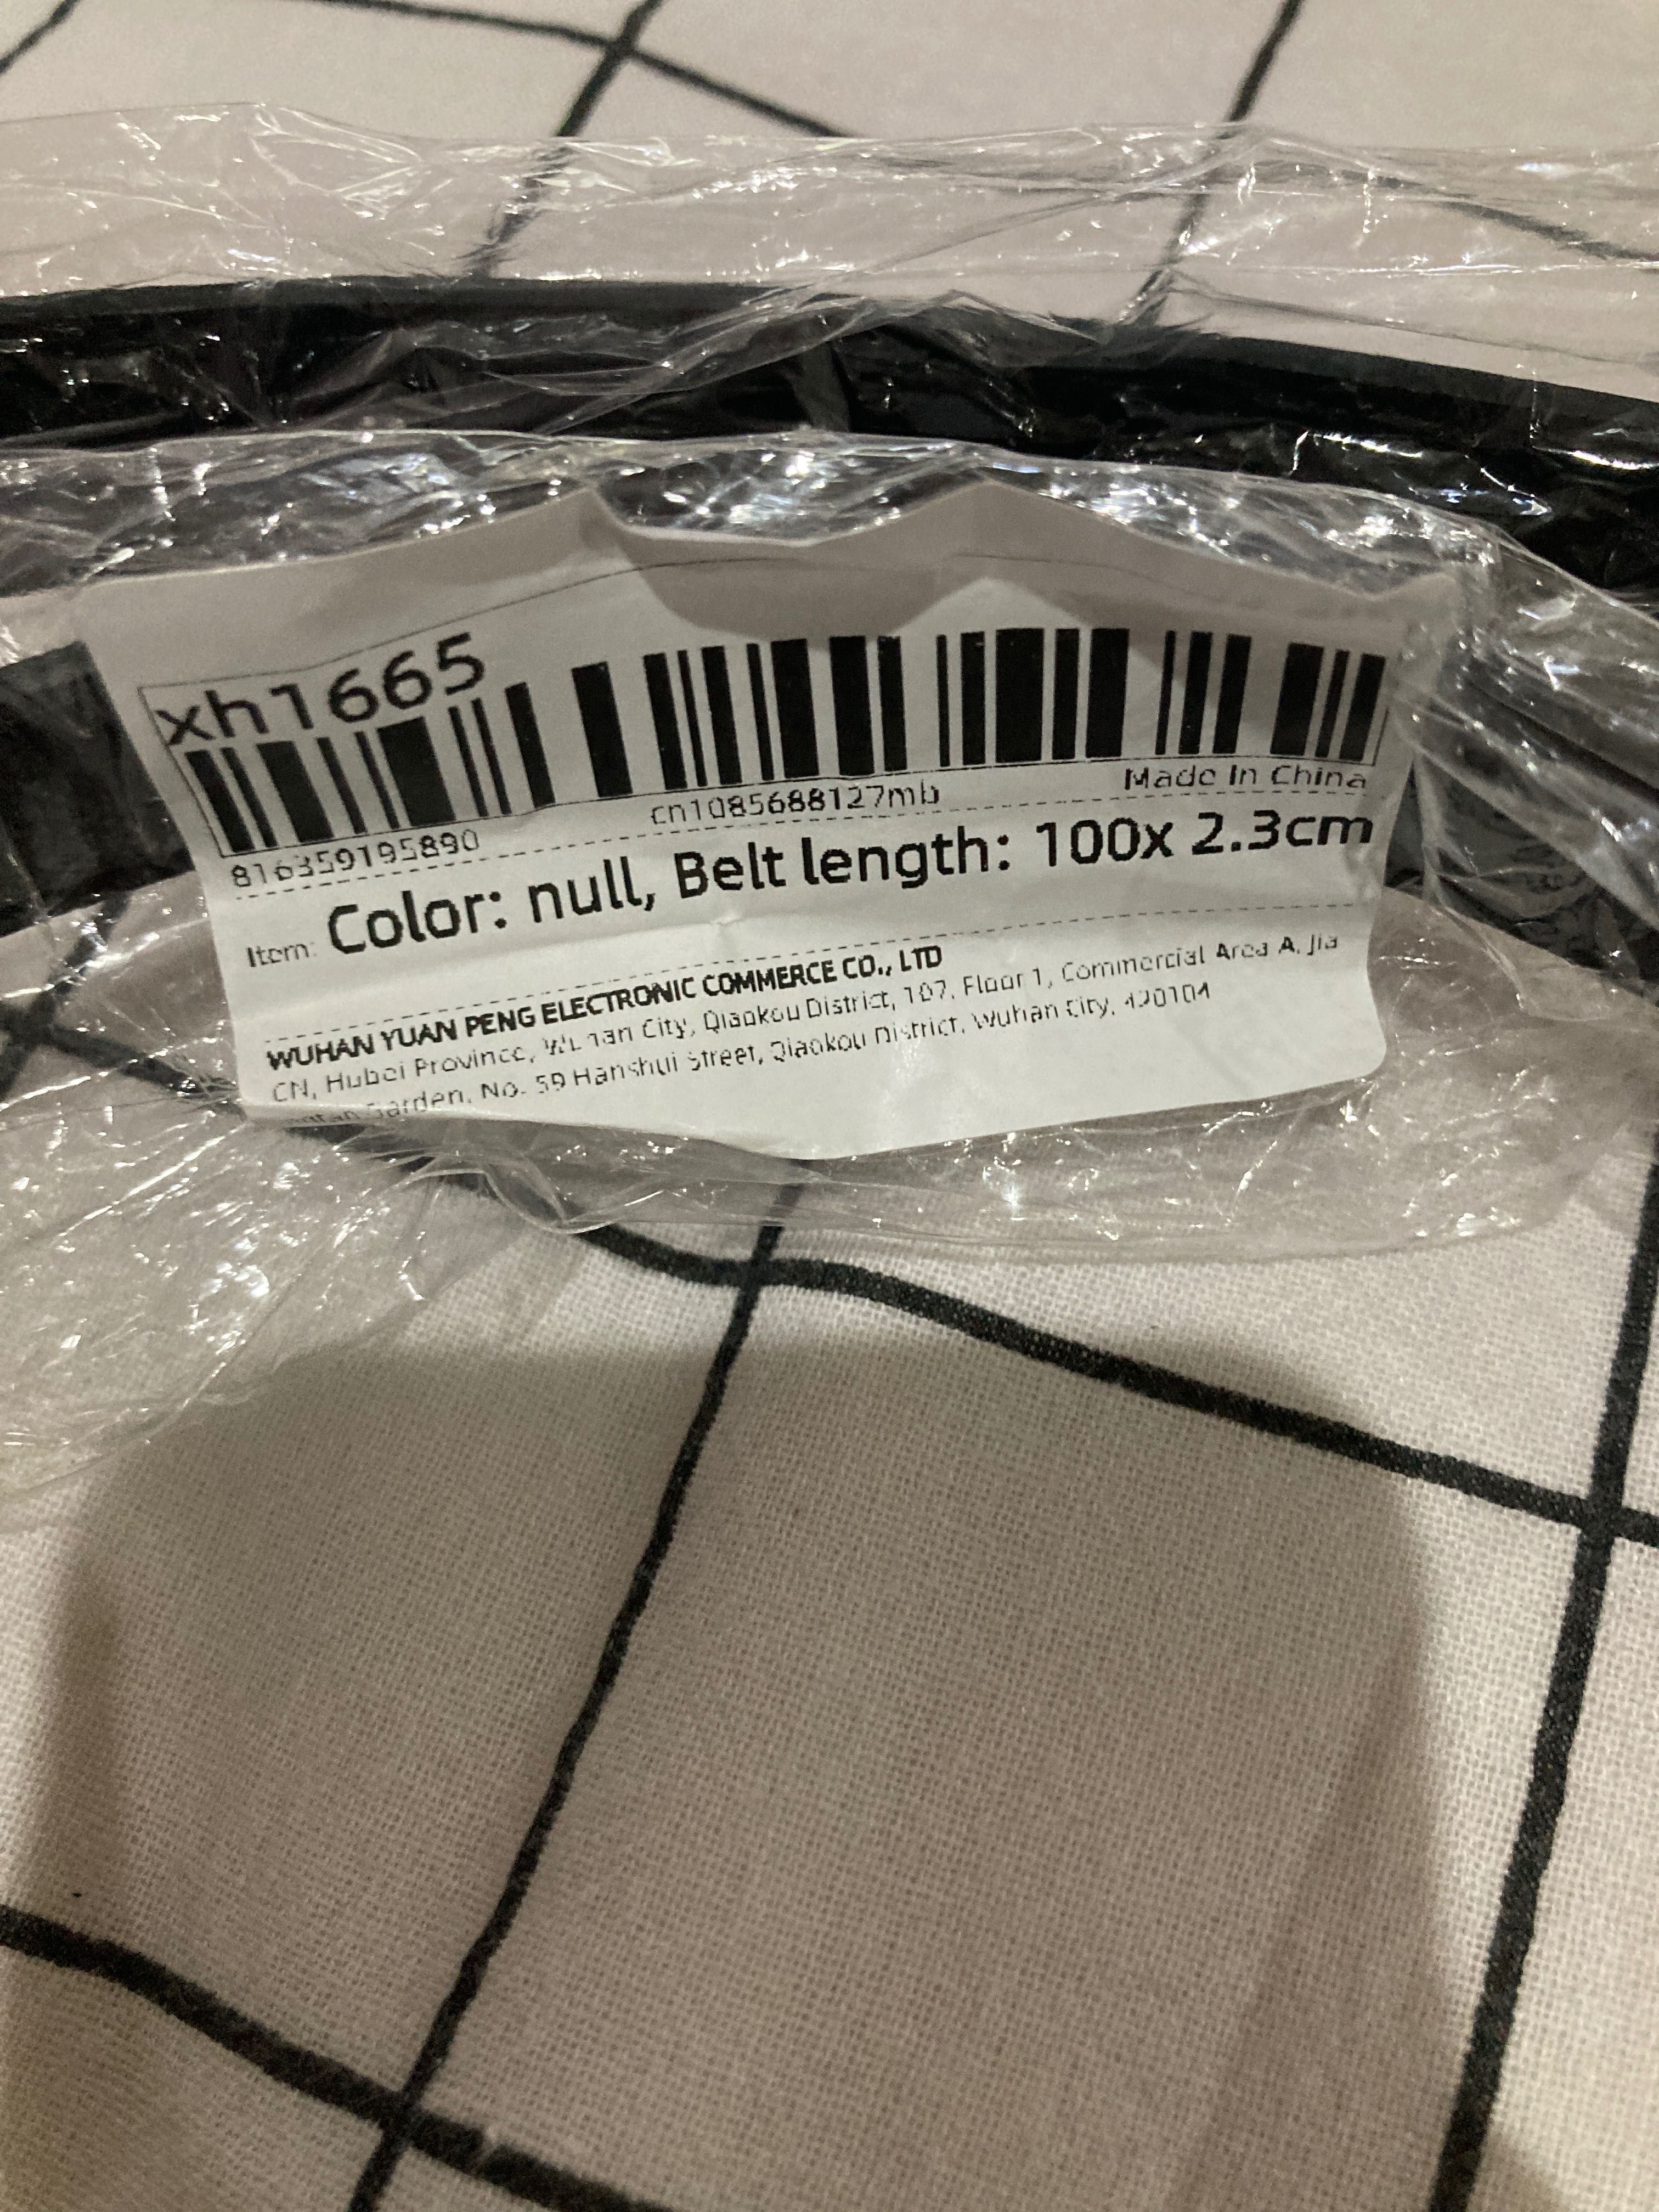 xh1665
816359195890
cn1085688127mb
Made In China
Item: Color: null, Belt length: 100x 2.3cm
WUHAN YUAN PENG ELECTRONIC COMMERCE CO., LTD
CN, Hubei Province, Wuhan City, Qiaokou District, 107, Floor 1, Commercial Area A, Jia
Garden, No. 59 Hanshui Street, Qiaokou District, Wuhan City, 420104